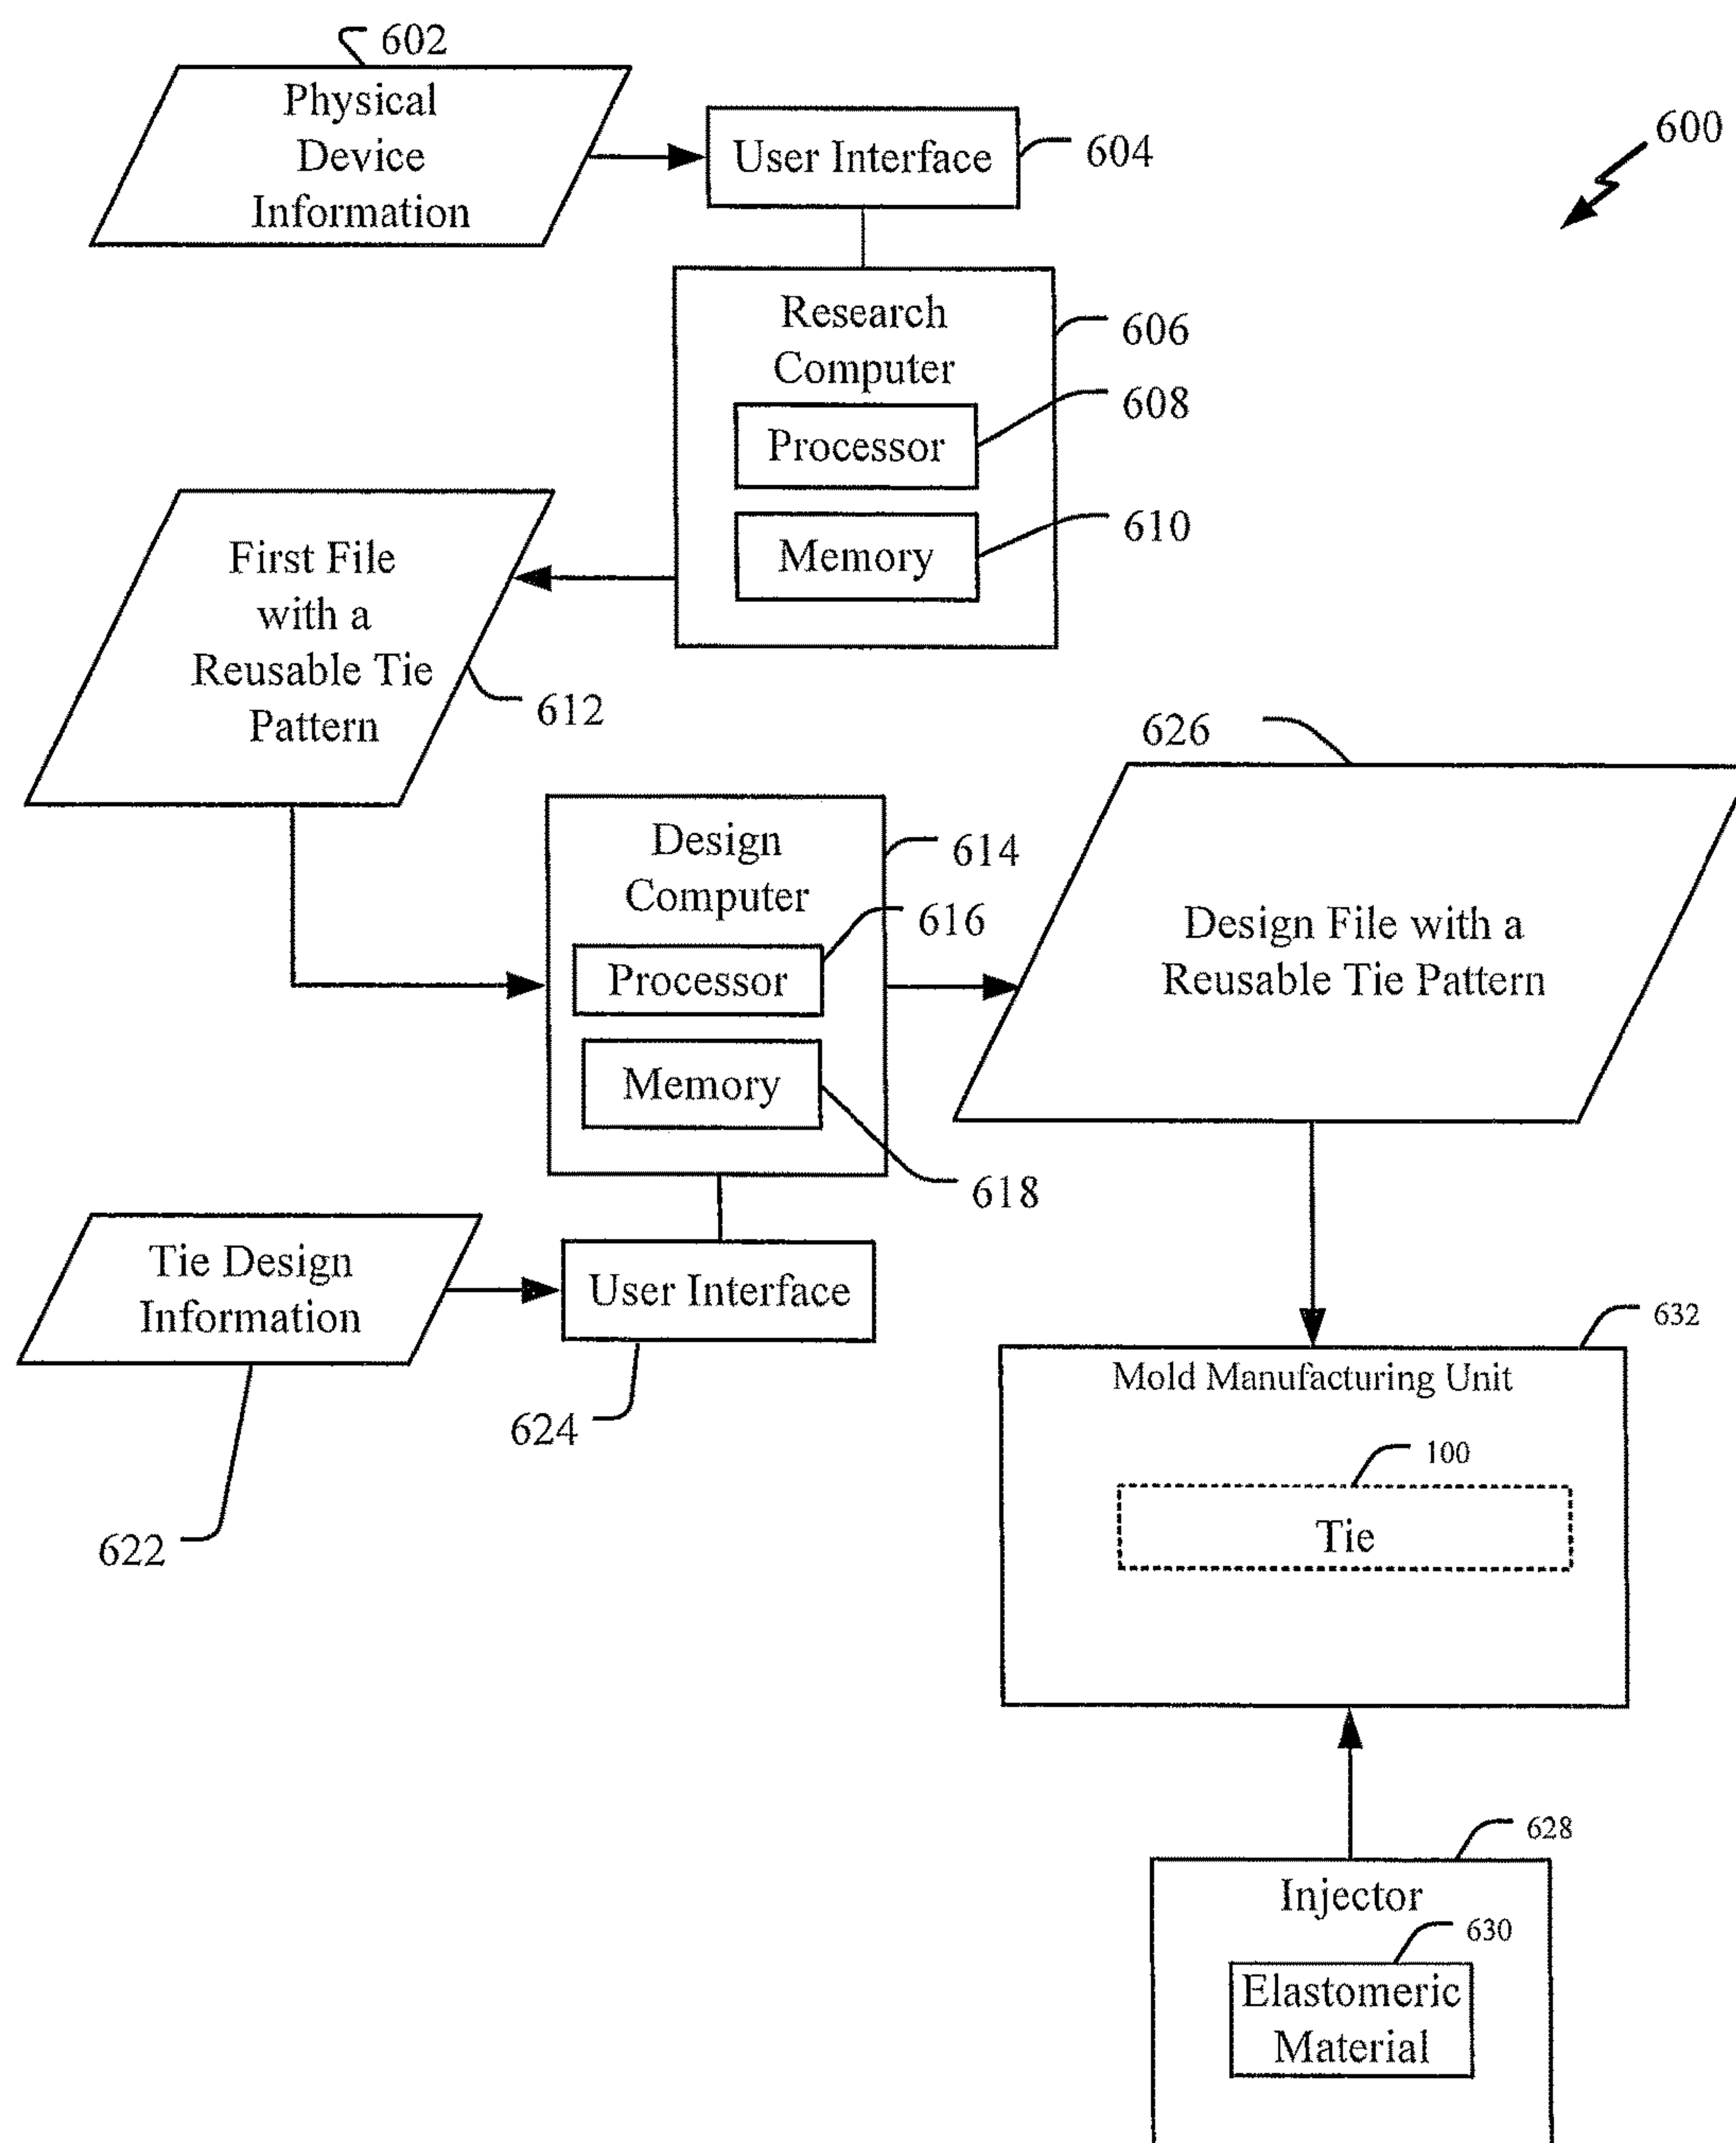 602
Physical
Device
Information
User Interface
604
600
Research
Computer
606
Processor
608
Memory
610
First File
with a
Reusable Tie
Pattern
612
Design
Computer
614
Processor
616
Memory
618
626
Design File with a
Reusable Tie Pattern
Tie Design
Information
622
User Interface
624
632
Mold Manufacturing Unit
100
Tie
628
Injector
630
Elastomeric
Material